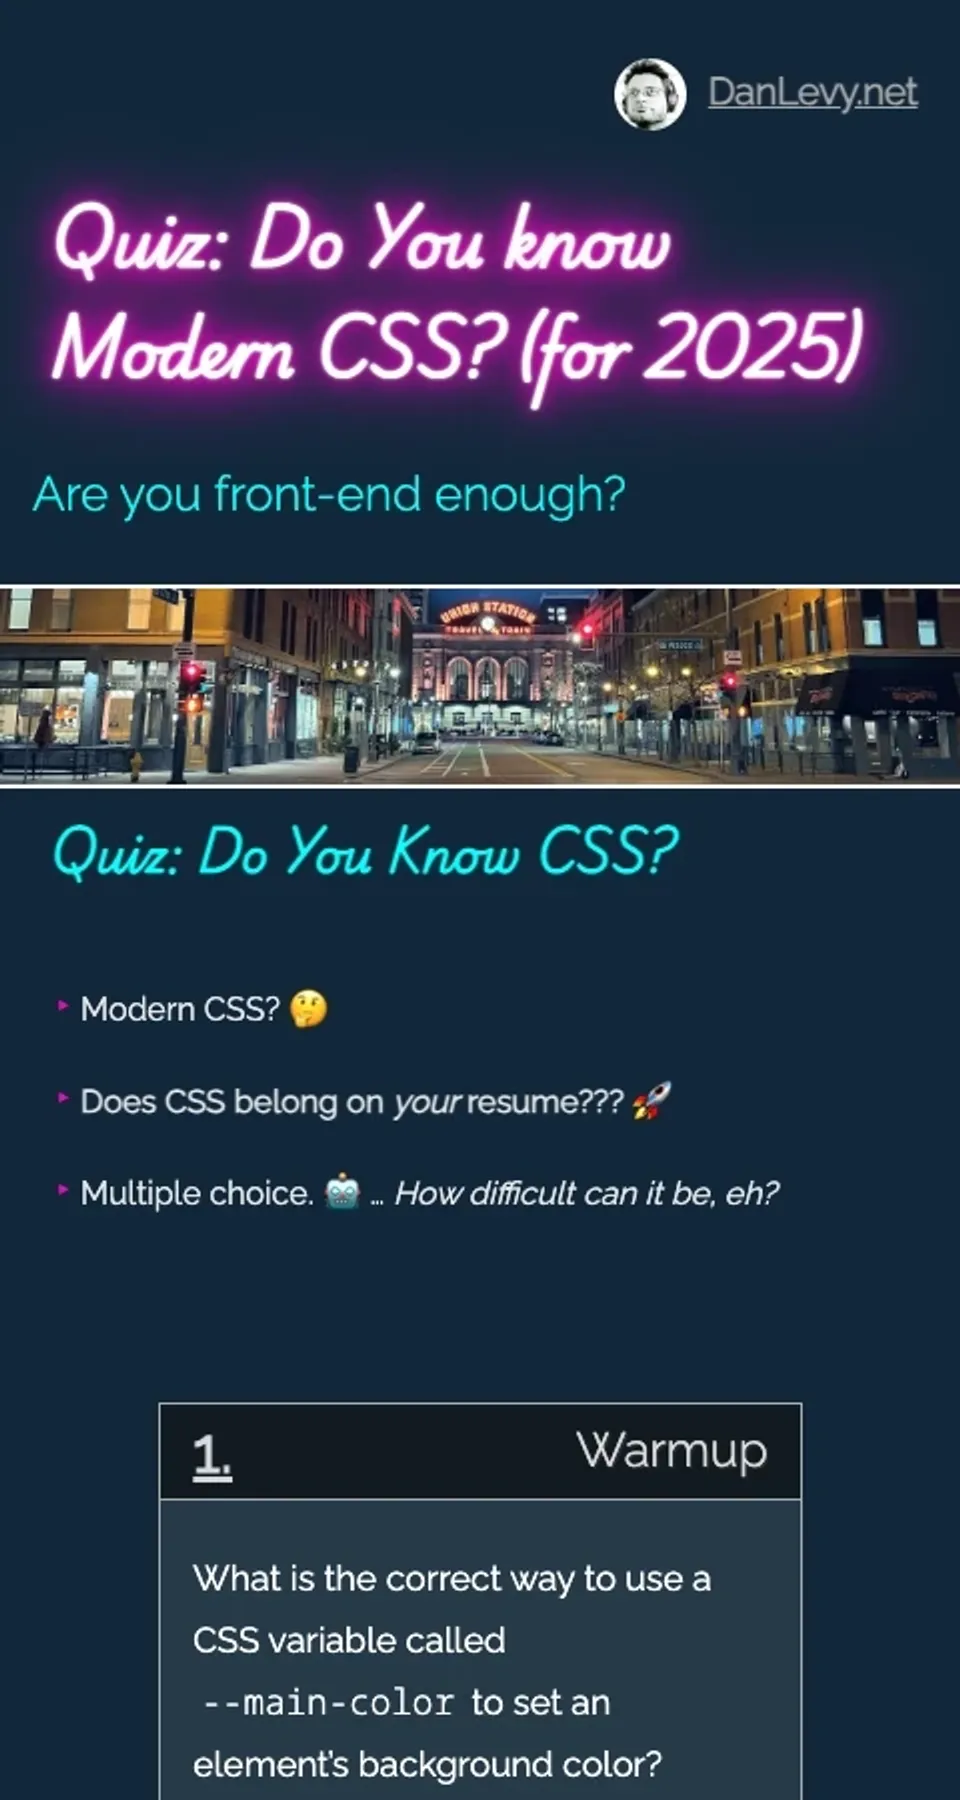 DanLevy.net
Quiz: Do You know
Modern CSS? (for 2025)
Are you front-end enough?
UNION STATION
TRAVEL by TRAIN
Quiz: Do You Know CSS?
Modern CSS? 🤔
Does CSS belong on your resume??? 🚀
Multiple choice. 🤖 … How difficult can it be, eh?
1. Warmup
What is the correct way to use a
CSS variable called
--main-color to set an
element’s background color?